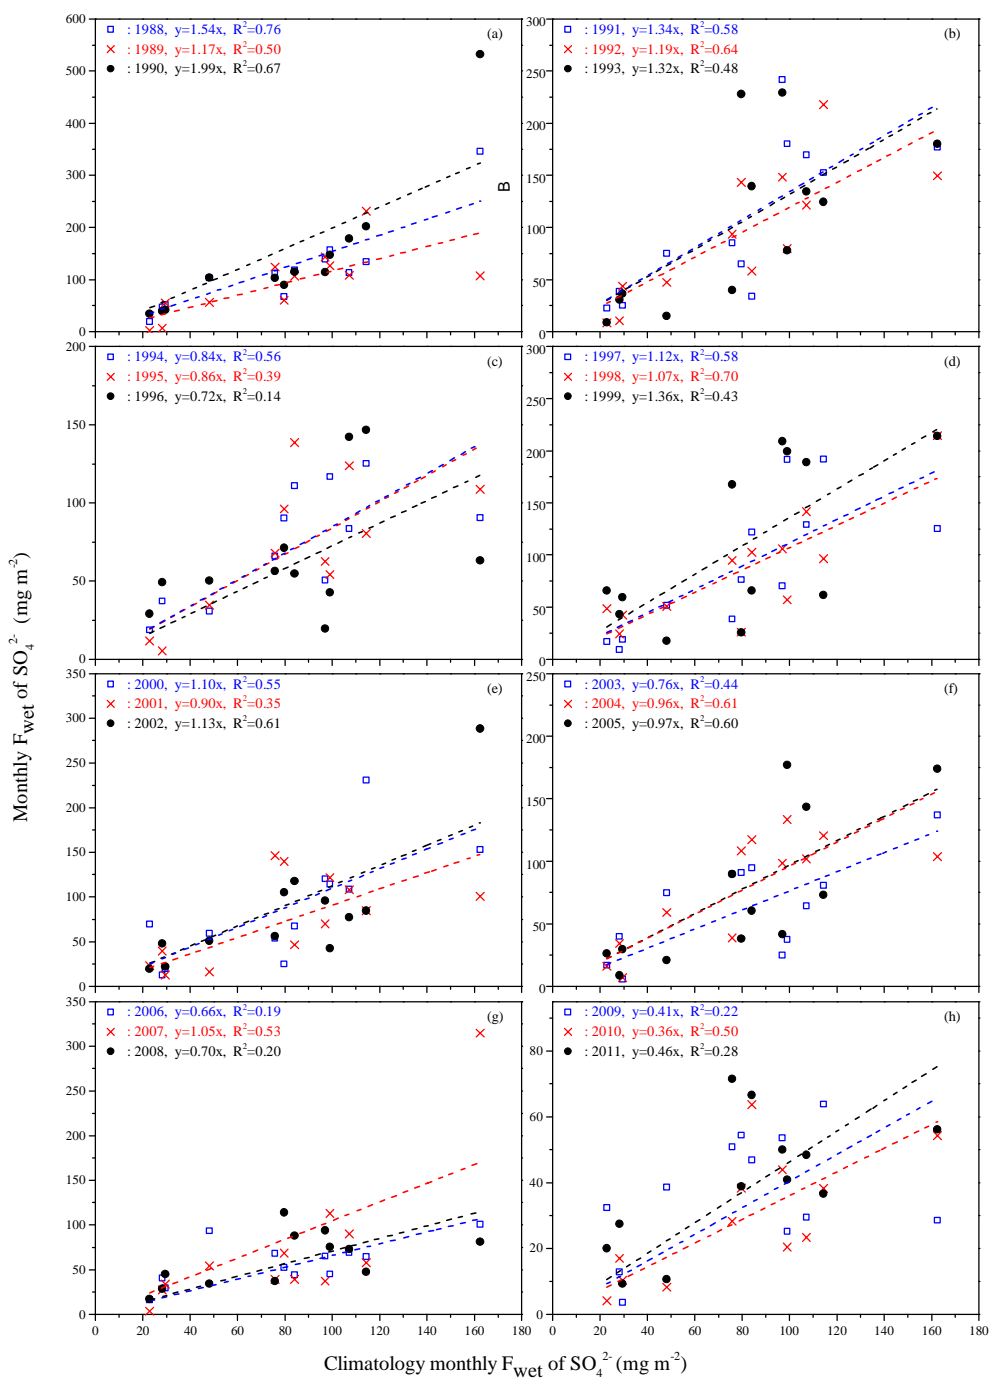 600
500
400
300
200
100
0
: 1988, y=1.54x, R²=0.76
: 1989, y=1.17x, R²=0.50
: 1990, y=1.99x, R²=0.67
(a)
B
300
250
200
150
100
50
0
: 1991, y=1.34x, R²=0.58
: 1992, y=1.19x, R²=0.64
: 1993, y=1.32x, R²=0.48
(b)
200
150
100
50
0
: 1994, y=0.84x, R²=0.56
: 1995, y=0.86x, R²=0.39
: 1996, y=0.72x, R²=0.14
(c)
300
250
200
150
100
50
0
: 1997, y=1.12x, R²=0.58
: 1998, y=1.07x, R²=0.70
: 1999, y=1.36x, R²=0.43
(d)
Monthly Fwet of SO₄²⁻ (mg m⁻²)
350
300
250
200
150
100
50
0
: 2000, y=1.10x, R²=0.55
: 2001, y=0.90x, R²=0.35
: 2002, y=1.13x, R²=0.61
(e)
250
200
150
100
50
0
: 2003, y=0.76x, R²=0.44
: 2004, y=0.96x, R²=0.61
: 2005, y=0.97x, R²=0.60
(f)
350
300
250
200
150
100
50
0
: 2006, y=0.66x, R²=0.19
: 2007, y=1.05x, R²=0.53
: 2008, y=0.70x, R²=0.20
(g)
0 20 40 60 80 100 120 140 160 180
80
60
40
20
0
: 2009, y=0.41x, R²=0.22
: 2010, y=0.36x, R²=0.50
: 2011, y=0.46x, R²=0.28
(h)
0 20 40 60 80 100 120 140 160 180
Climatology monthly Fwet of SO₄²⁻ (mg m⁻²)